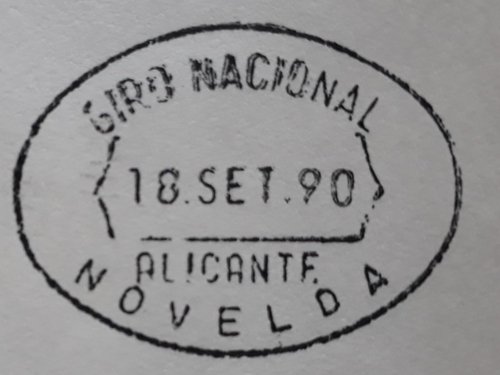 GIRO NACIONAL
18.SET.90
ALICANTE
NOVELDA